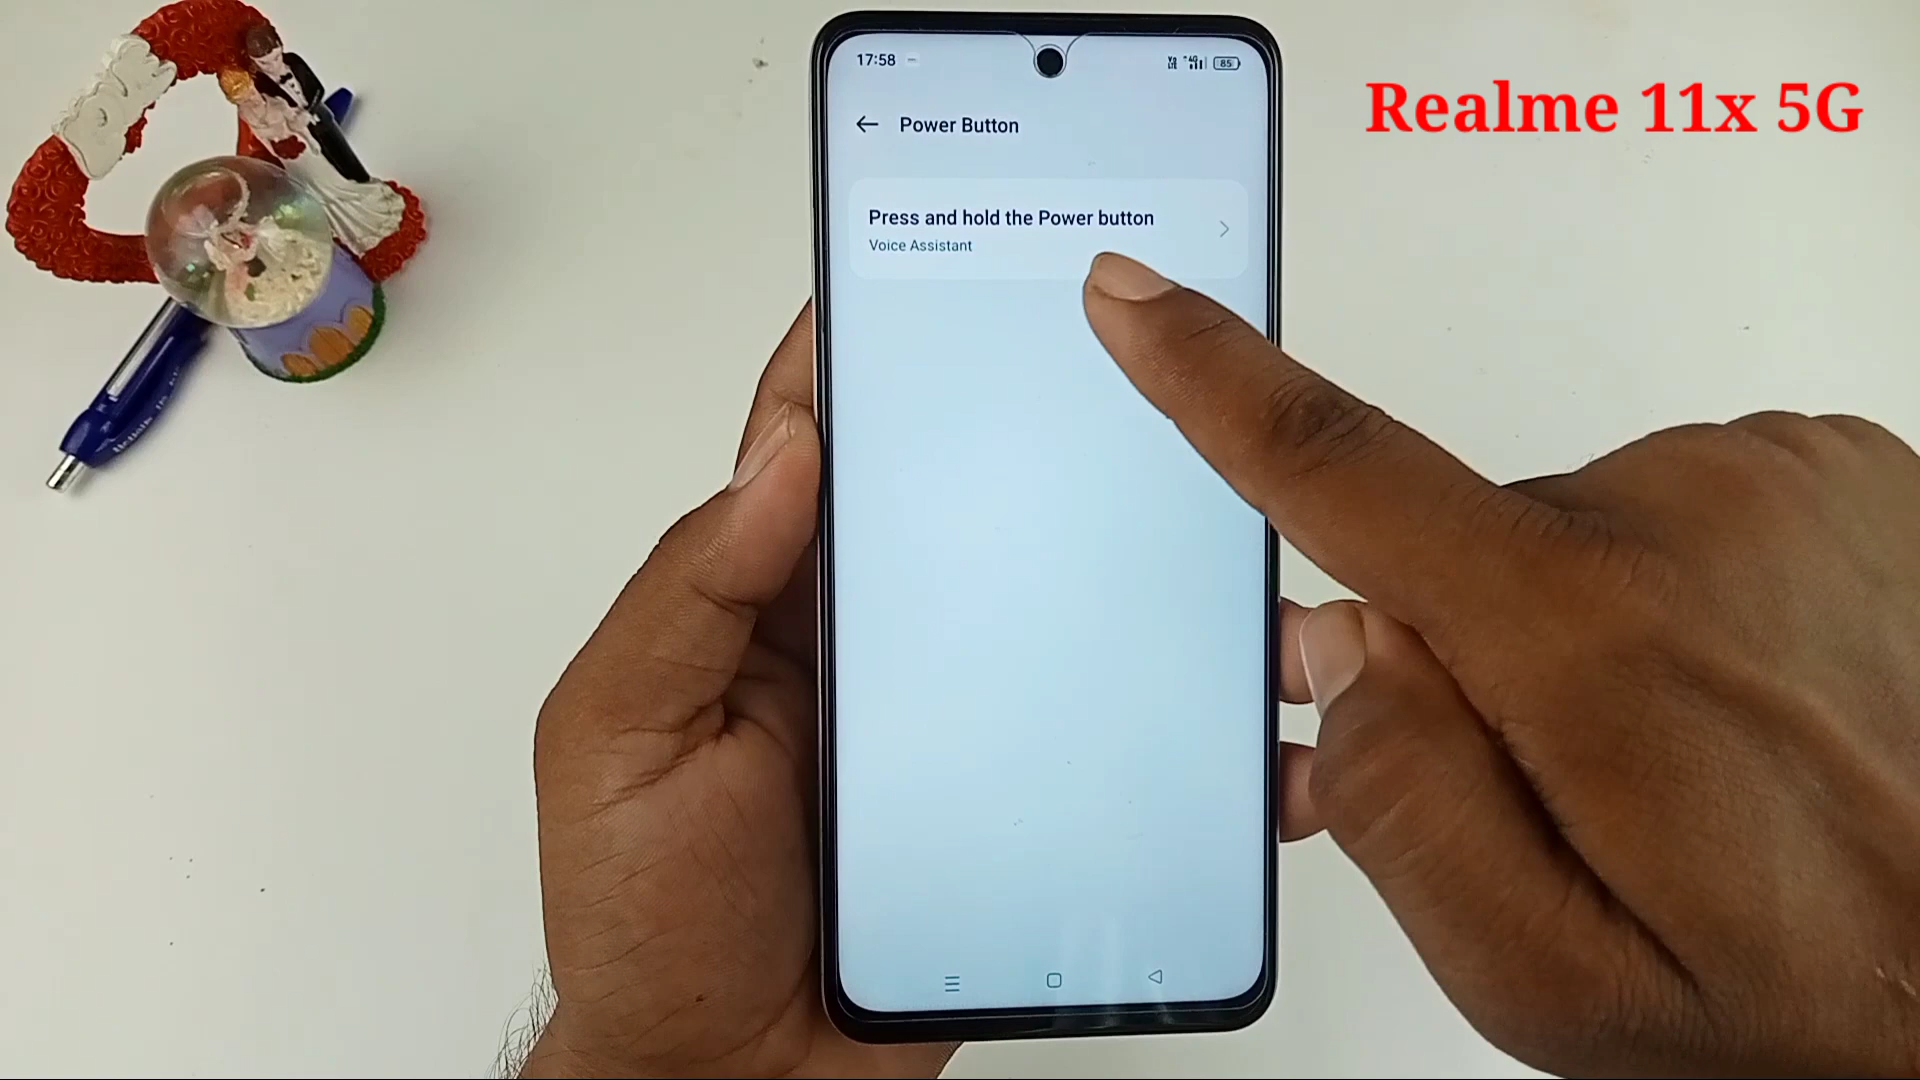 17:58
85
Realme 11x 5G
Power Button
Press and hold the Power button
Voice Assistant